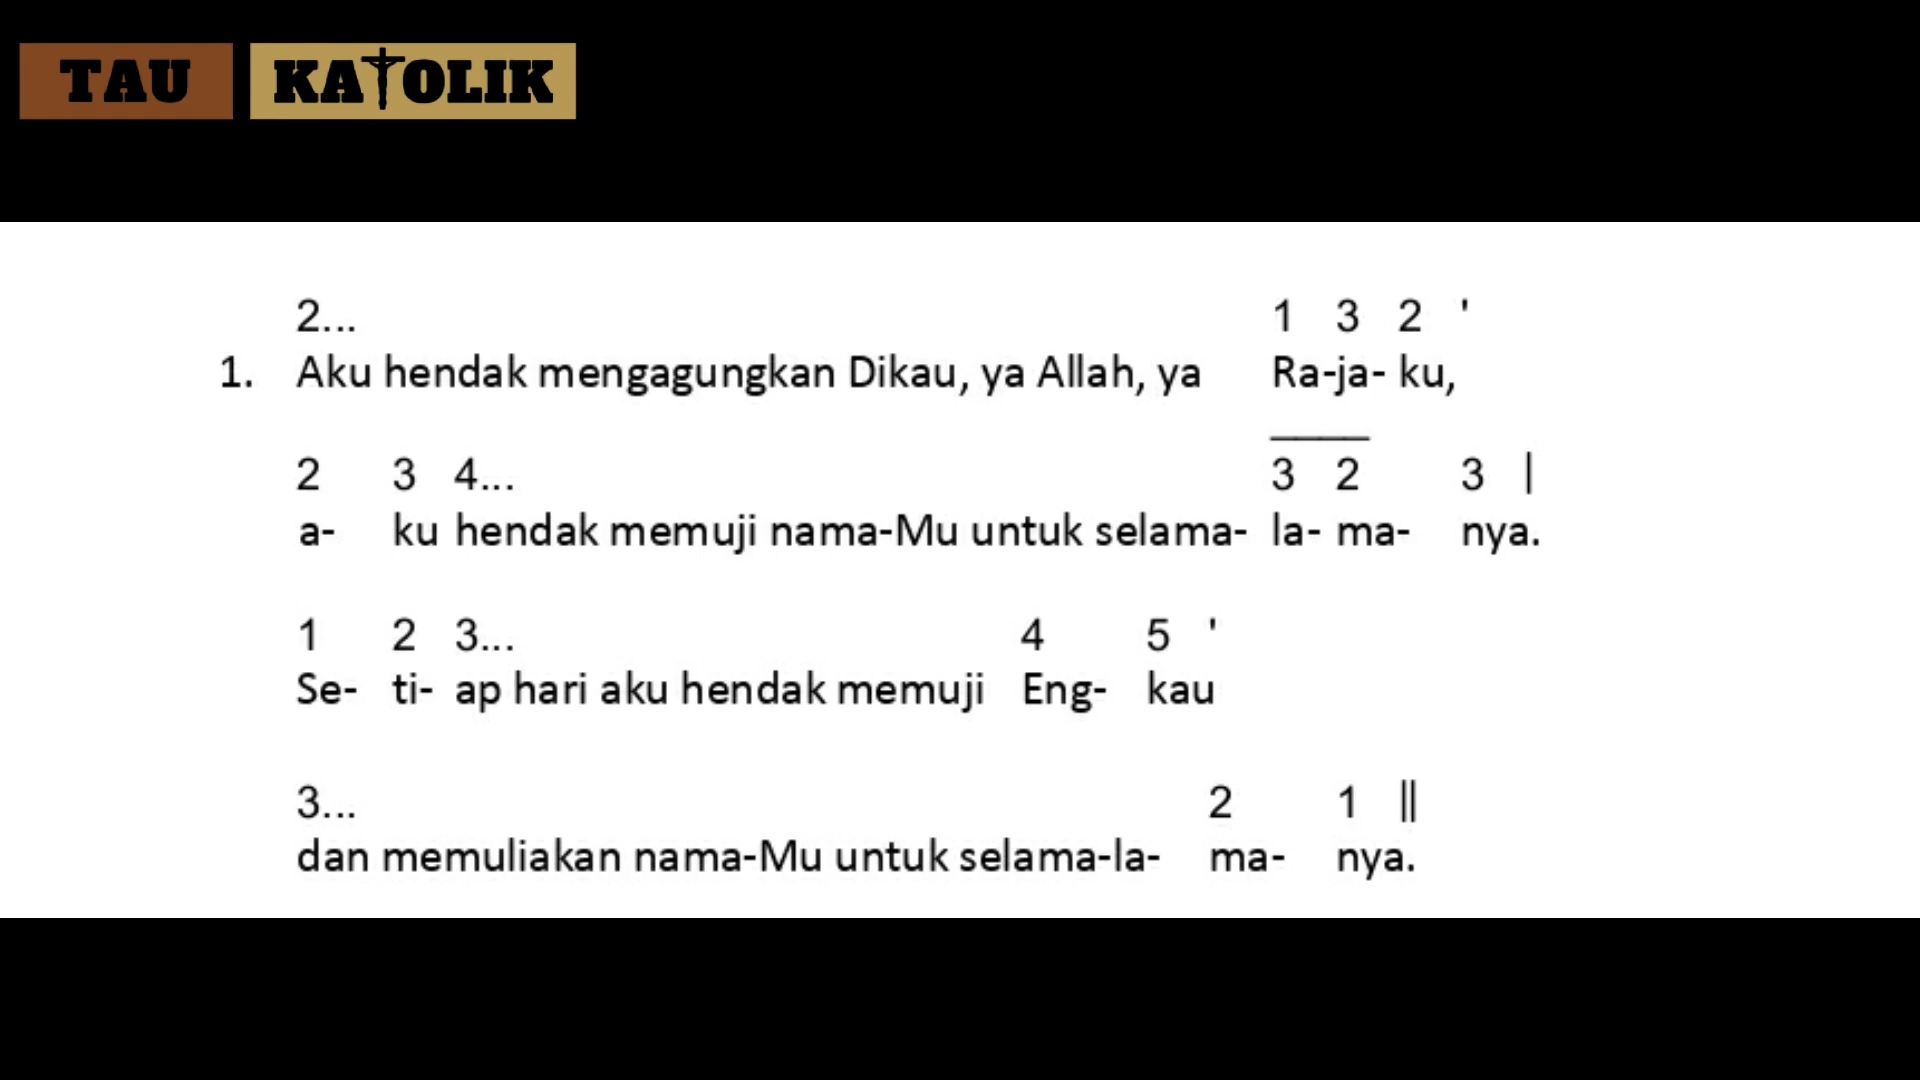 TAU KATOLIK
2... 1 3 2 '
1. Aku hendak mengagungkan Dikau, ya Allah, ya Ra-ja- ku,
2 3 4... 3 2 3 |
a- ku hendak memuji nama-Mu untuk selama- la- ma- nya.
1 2 3... 4 5 '
Se- ti- ap hari aku hendak memuji Eng- kau
3... 2 1 ||
dan memuliakan nama-Mu untuk selama-la- ma- nya.